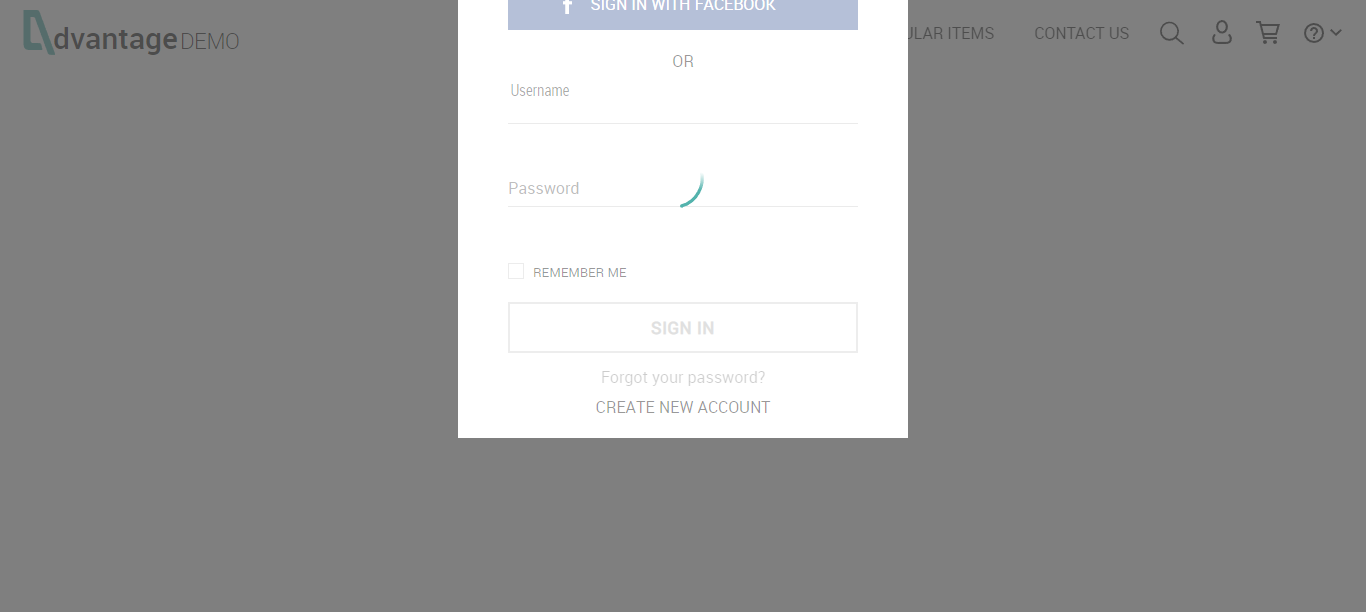 SIGN IN WITH FACEBOOK
dvantage DEMO
ULAR ITEMS
CONTACT US
OR
Username
Password
REMEMBER ME
SIGN IN
Forgot your password?
CREATE NEW ACCOUNT